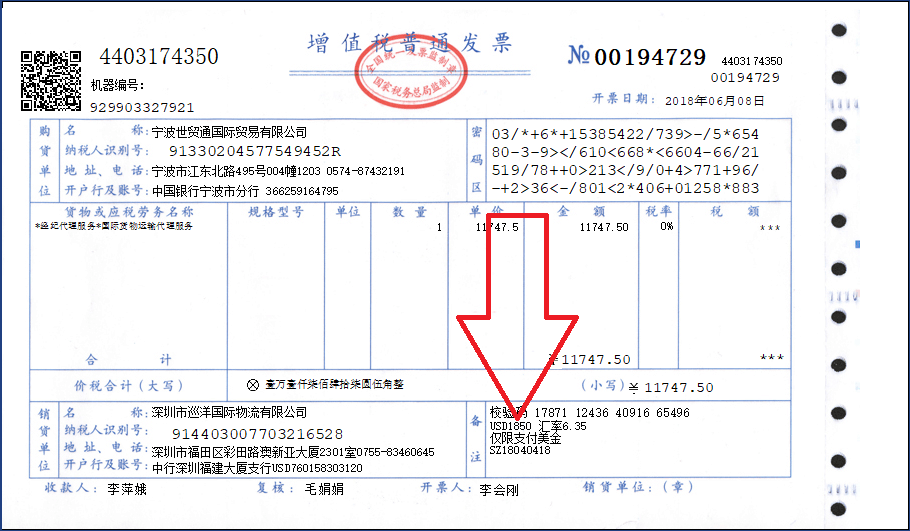 4403174350
增值税普通发票
全国统一发票监制章
国家税务总局监制
№00194729
4403174350
00194729
机器编号:
929903327921
开票日期: 2018年06月08日
购货单位
名 称: 宁波世贸通国际贸易有限公司
纳税人识别号: 91330204577549452R
地 址、电 话: 宁波市江东北路495号004幢1203 0574-87432191
开户行及账号: 中国银行宁波市分行 366259164795
密码区
03/*+6*+15385422/739>-/5*654
80-3-9></610<668*<6604-66/21
519/78++0>213</9/0+4>771+96/
-+2>36<-/801<2*406+01258*883
货物或应税劳务名称 规格型号 单位 数 量 单 价 金 额 税率 税 额
*经纪代理服务*国际货物运输代理服务 1 11747.5 11747.50 0% ***
合 计 ¥11747.50 ***
价税合计(大写) ⊗ 壹万壹仟柒佰肆拾柒圆伍角整 (小写) ¥ 11747.50
销货单位
名 称: 深圳市巡洋国际物流有限公司
纳税人识别号: 914403007703216528
地 址、电 话: 深圳市福田区彩田路澳新亚大厦2301室0755-83460645
开户行及账号: 中行深圳福建大厦支行USD760158303120
备注
校验码 17871 12436 40916 65496
USD1850 汇率6.35
仅限支付美金
SZ18040418
收款人: 李萍娥 复核: 毛娟娟 开票人: 李会刚 销货单位:(章)